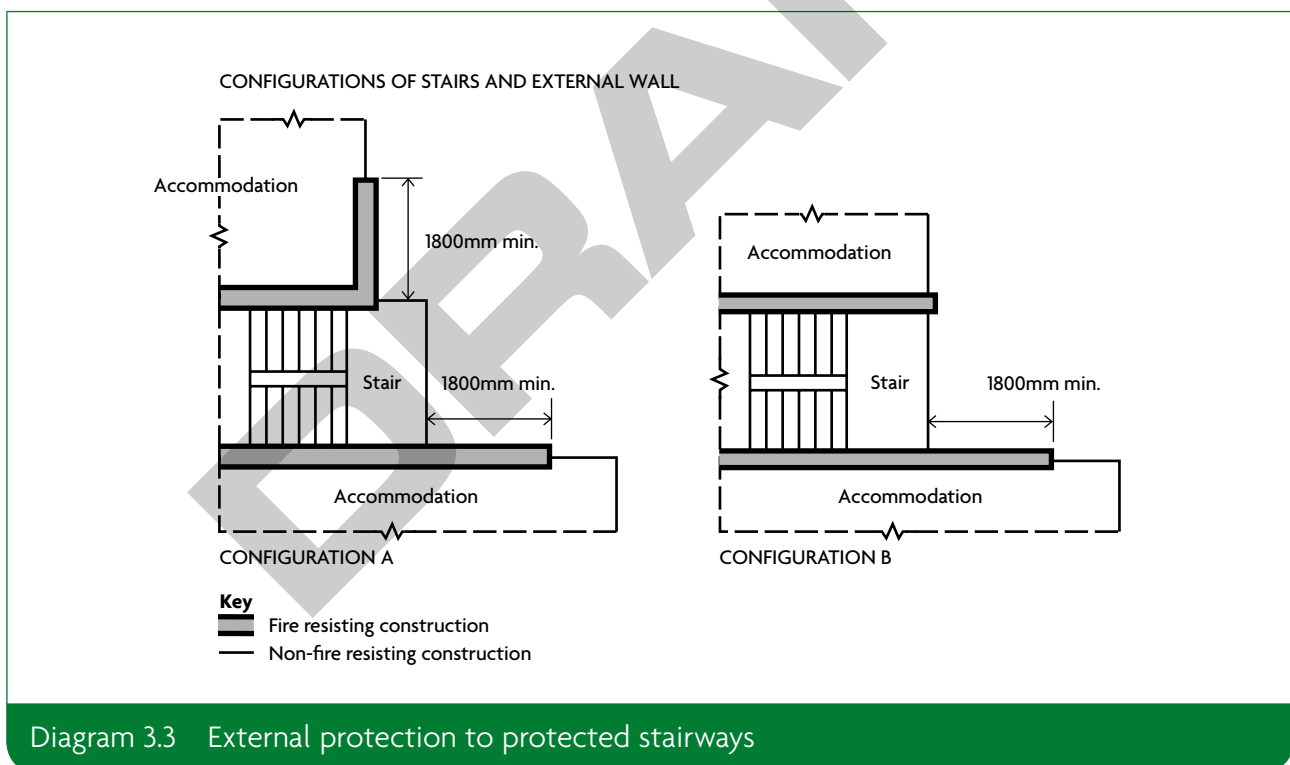 CONFIGURATIONS OF STAIRS AND EXTERNAL WALL
Accommodation
1800mm min.
Stair
1800mm min.
Accommodation
CONFIGURATION A
Accommodation
Stair
1800mm min.
Accommodation
CONFIGURATION B
Key
Fire resisting construction
Non-fire resisting construction
Diagram 3.3 External protection to protected stairways